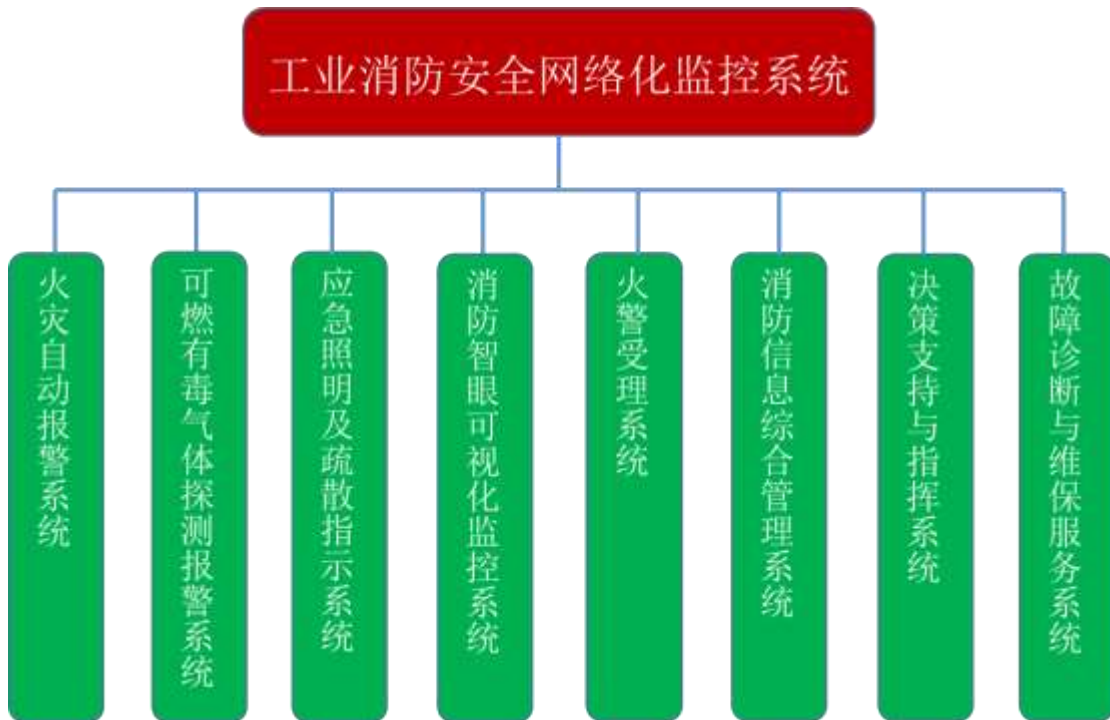 工业消防安全网络化监控系统
火灾自动报警系统
可燃有毒气体探测报警系统
应急照明及疏散指示系统
消防智眼可视化监控系统
火警受理系统
消防信息综合管理系统
决策支持与指挥系统
故障诊断与维保服务系统